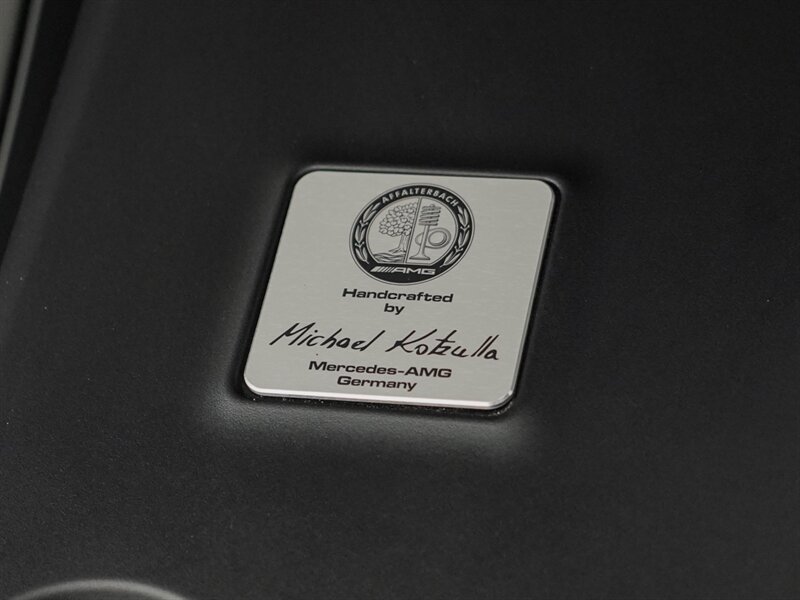 AFFALTERBACH
AMG
Handcrafted
by
Michael Kotzulla
Mercedes-AMG
Germany